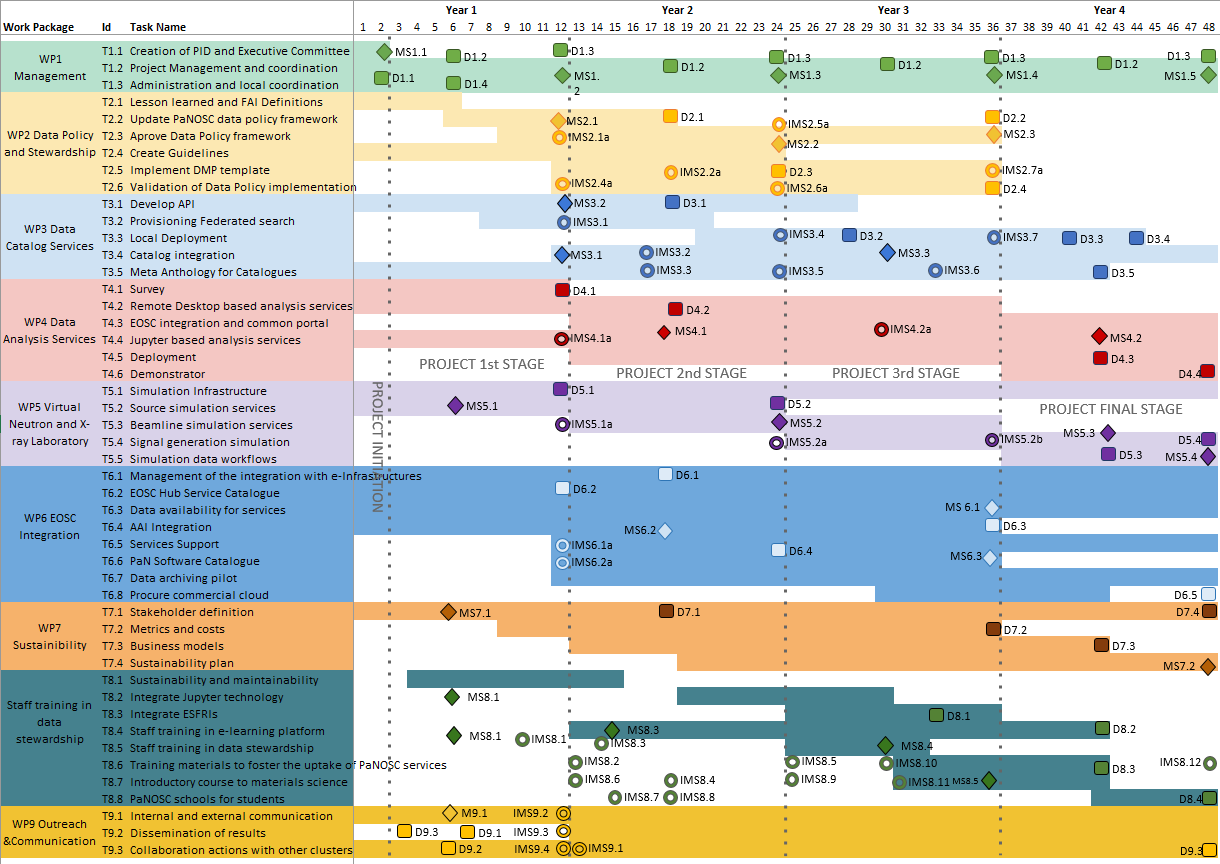 Year 1 Year 2 Year 3 Year 4
Work Package Id Task Name 1 2 3 4 5 6 7 8 9 10 11 12 13 14 15 16 17 18 19 20 21 22 23 24 25 26 27 28 29 30 31 32 33 34 35 36 37 38 39 40 41 42 43 44 45 46 47 48
WP1
Management
T1.1 Creation of PID and Executive Committee MS1.1 D1.2 D1.3 D1.3 D1.3 D1.3
T1.2 Project Management and coordination D1.2 D1.2 D1.2
T1.3 Administration and local coordination D1.1 D1.4 MS1.
2 MS1.3 MS1.4 MS1.5
WP2 Data Policy
and Stewardship
T2.1 Lesson learned and FAI Definitions
T2.2 Update PaNOSC data policy framework MS2.1 D2.1 IMS2.5a D2.2
T2.3 Aprove Data Policy framework IMS2.1a MS2.3
T2.4 Create Guidelines MS2.2
T2.5 Implement DMP template IMS2.2a D2.3 IMS2.7a
T2.6 Validation of Data Policy implementation IMS2.4a IMS2.6a D2.4
WP3 Data
Catalog Services
T3.1 Develop API MS3.2 D3.1
T3.2 Provisioning Federated search IMS3.1
T3.3 Local Deployment IMS3.4 D3.2 IMS3.7 D3.3 D3.4
T3.4 Catalog integration MS3.1 IMS3.2 MS3.3
T3.5 Meta Anthology for Catalogues IMS3.3 IMS3.5 IMS3.6 D3.5
WP4 Data
Analysis Services
T4.1 Survey D4.1
T4.2 Remote Desktop based analysis services D4.2
T4.3 EOSC integration and common portal MS4.1 IMS4.2a
T4.4 Jupyter based analysis services IMS4.1a MS4.2
T4.5 Deployment D4.3
T4.6 Demonstrator D4.4
PROJECT INITIATION
PROJECT 1st STAGE
PROJECT 2nd STAGE
PROJECT 3rd STAGE
PROJECT FINAL STAGE
WP5 Virtual
Neutron and X-
ray Laboratory
T5.1 Simulation Infrastructure D5.1
T5.2 Source simulation services MS5.1 D5.2
T5.3 Beamline simulation services IMS5.1a MS5.2 MS5.3
T5.4 Signal generation simulation IMS5.2a IMS5.2b D5.4
T5.5 Simulation data workflows D5.3 MS5.4
WP6 EOSC
Integration
T6.1 Management of the integration with e-Infrastructures D6.1
T6.2 EOSC Hub Service Catalogue D6.2
T6.3 Data availability for services MS 6.1
T6.4 AAI Integration MS6.2 D6.3
T6.5 Services Support IMS6.1a D6.4
T6.6 PaN Software Catalogue IMS6.2a MS6.3
T6.7 Data archiving pilot
T6.8 Procure commercial cloud D6.5
WP7
Sustainibility
T7.1 Stakeholder definition MS7.1 D7.1 D7.4
T7.2 Metrics and costs D7.2
T7.3 Business models D7.3
T7.4 Sustainability plan MS7.2
Staff training in
data
stewardship
T8.1 Sustainability and maintainability
T8.2 Integrate Jupyter technology MS8.1
T8.3 Integrate ESFRIs D8.1
T8.4 Staff training in e-learning platform MS8.1 IMS8.1 MS8.3 D8.2
T8.5 Staff training in data stewardship IMS8.3 MS8.4
T8.6 Training materials to foster the uptake of PaNOSC services IMS8.2 IMS8.5 IMS8.10 D8.3 IMS8.12
T8.7 Introductory course to materials science IMS8.6 IMS8.4 IMS8.9 IMS8.11 MS8.5
T8.8 PaNOSC schools for students IMS8.7 IMS8.8 D8.4
WP9 Outreach
&Communication
T9.1 Internal and external communication M9.1 IMS9.2
T9.2 Dissemination of results D9.3 D9.1 IMS9.3
T9.3 Collaboration actions with other clusters D9.2 IMS9.4 IMS9.1 D9.3